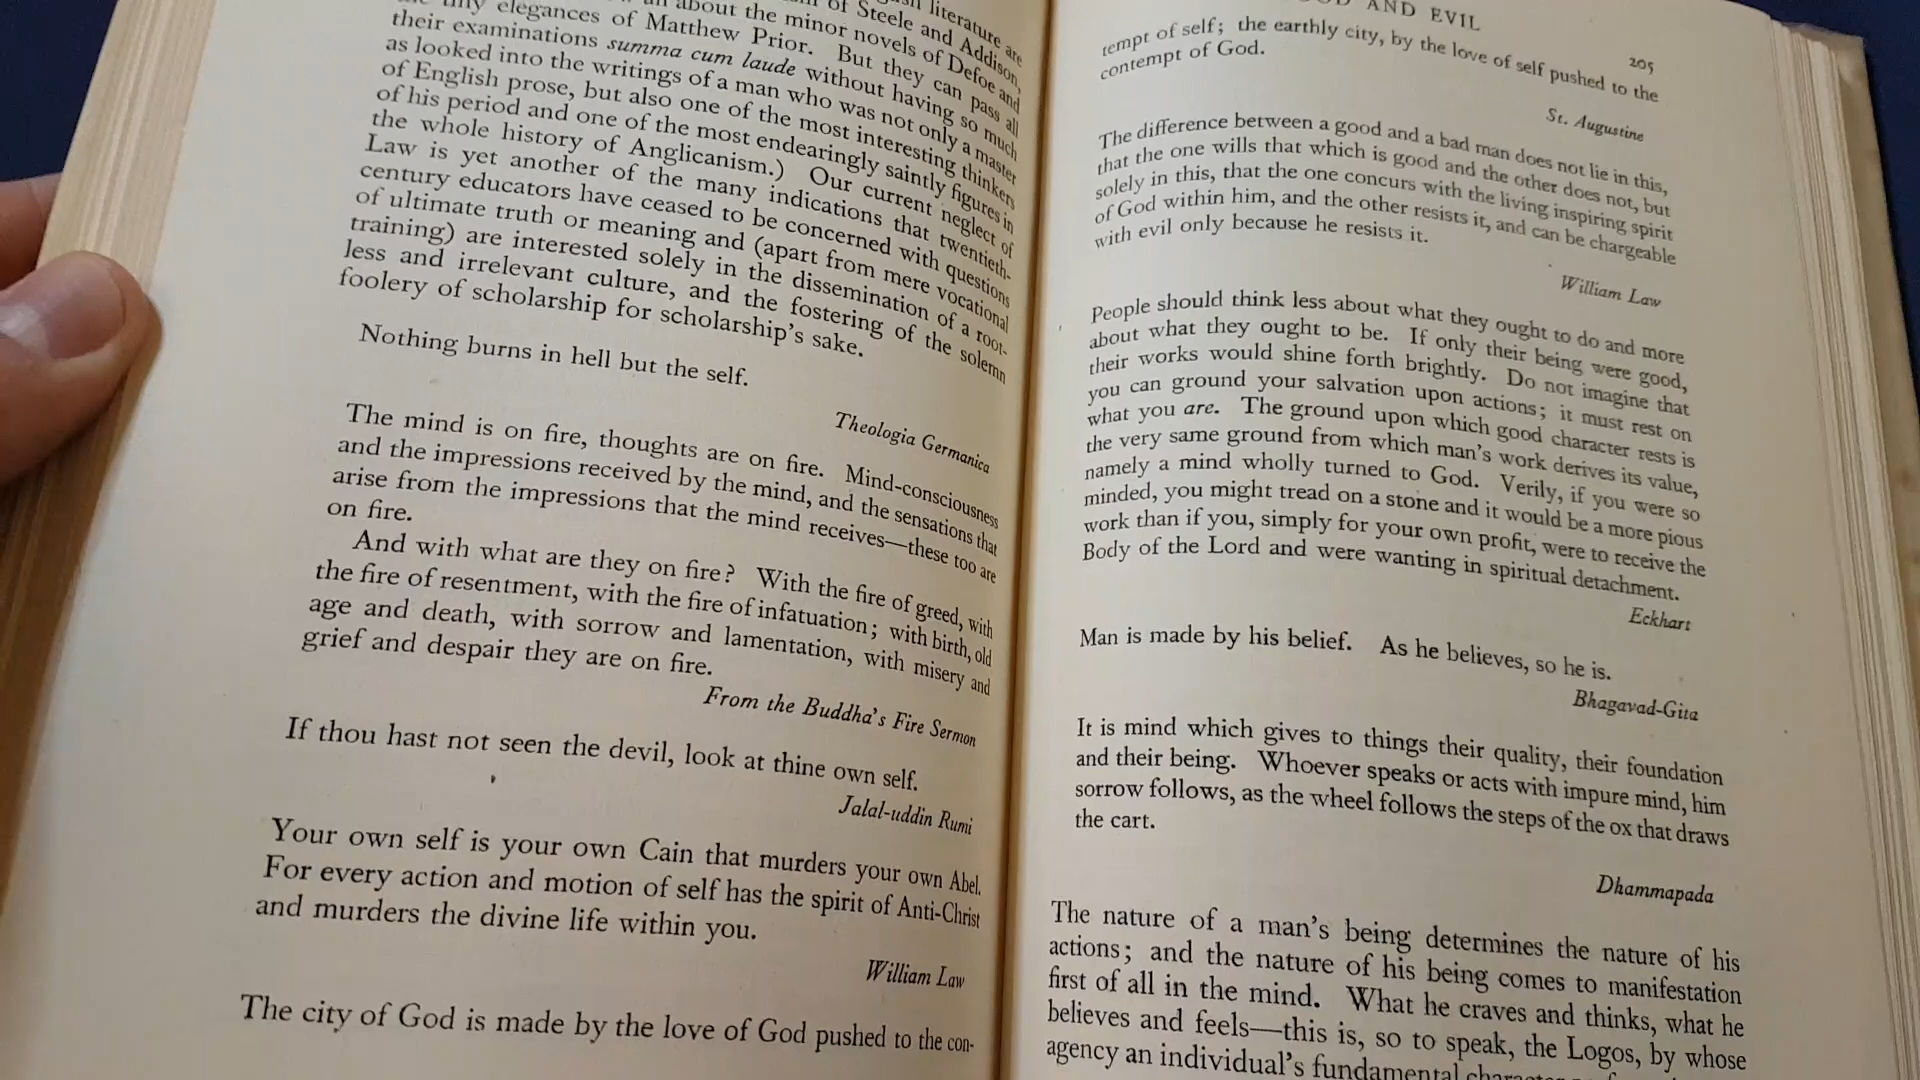 literature are
of Steele and Addison,
about the minor novels of Defoe and
elegances of Matthew Prior. But they can pass all
their examinations summa cum laude without having so much
as looked into the writings of a man who was not only a master
of English prose, but also one of the most interesting thinkers
of his period and one of the most endearingly saintly figures in
the whole history of Anglicanism.) Our current neglect of
Law is yet another of the many indications that twentieth-
century educators have ceased to be concerned with questions
of ultimate truth or meaning and (apart from mere vocational
training) are interested solely in the dissemination of a root-
less and irrelevant culture, and the fostering of the solemn
foolery of scholarship for scholarship's sake.
Nothing burns in hell but the self.
Theologia Germanica
The mind is on fire, thoughts are on fire. Mind-consciousness
and the impressions received by the mind, and the sensations that
arise from the impressions that the mind receives—these too are
on fire.
And with what are they on fire? With the fire of greed, with
the fire of resentment, with the fire of infatuation; with birth, old
age and death, with sorrow and lamentation, with misery and
grief and despair they are on fire.
From the Buddha's Fire Sermon
If thou hast not seen the devil, look at thine own self.
Jalal-uddin Rumi
Your own self is your own Cain that murders your own Abel.
For every action and motion of self has the spirit of Anti-Christ
and murders the divine life within you.
William Law
The city of God is made by the love of God pushed to the con-
AND EVIL
205
tempt of self; the earthly city, by the love of self pushed to the
contempt of God.
St. Augustine
The difference between a good and a bad man does not lie in this,
that the one wills that which is good and the other does not, but
solely in this, that the one concurs with the living inspiring spirit
of God within him, and the other resists it, and can be chargeable
with evil only because he resists it.
William Law
People should think less about what they ought to do and more
about what they ought to be. If only their being were good,
their works would shine forth brightly. Do not imagine that
you can ground your salvation upon actions; it must rest on
what you are. The ground upon which good character rests is
the very same ground from which man's work derives its value,
namely a mind wholly turned to God. Verily, if you were so
minded, you might tread on a stone and it would be a more pious
work than if you, simply for your own profit, were to receive the
Body of the Lord and were wanting in spiritual detachment.
Eckhart
Man is made by his belief. As he believes, so he is.
Bhagavad-Gita
It is mind which gives to things their quality, their foundation
and their being. Whoever speaks or acts with impure mind, him
sorrow follows, as the wheel follows the steps of the ox that draws
the cart.
Dhammapada
The nature of a man's being determines the nature of his
actions; and the nature of his being comes to manifestation
first of all in the mind. What he craves and thinks, what he
believes and feels—this is, so to speak, the Logos, by whose
agency an individual's fundamental